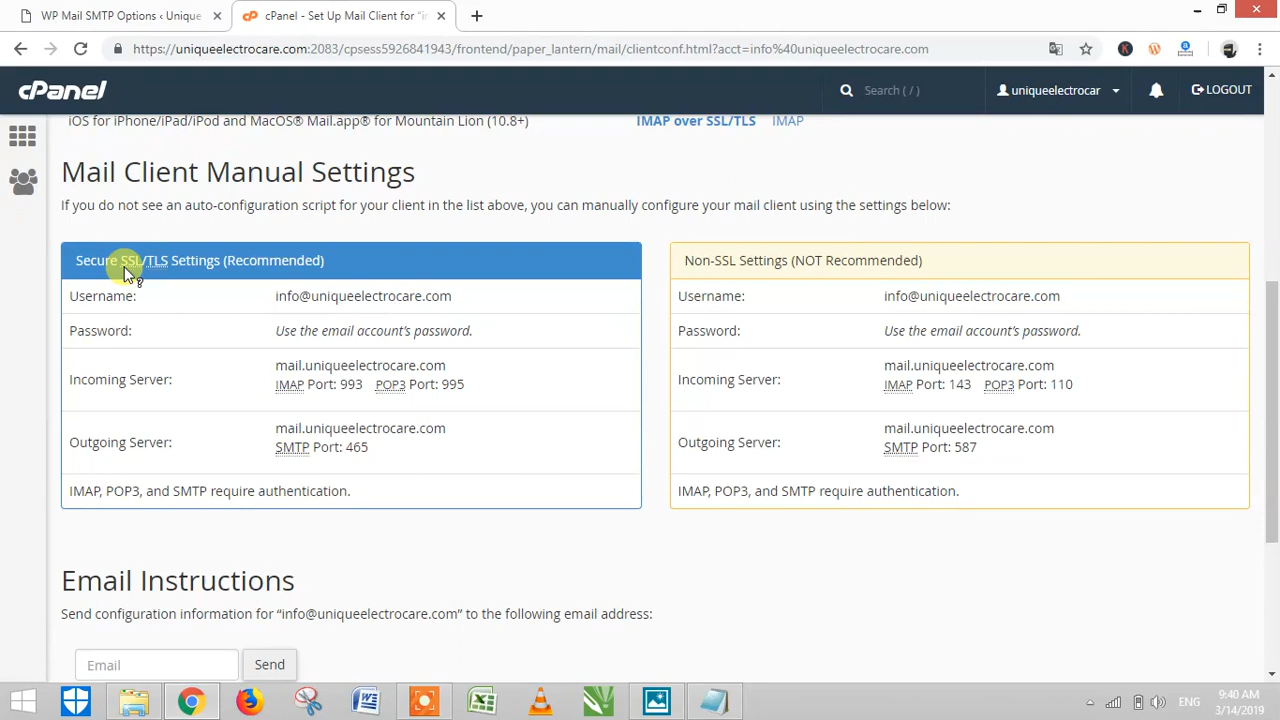 WP Mail SMTP Options ‹ Unique
cPanel - Set Up Mail Client for "in
https://uniqueelectrocare.com:2083/cpsess5926841943/frontend/paper_lantern/mail/clientconf.html?acct=info%40uniqueelectrocare.com
cPanel
Search ( / )
uniqueelectrocar
LOGOUT
iOS for iPhone/iPad/iPod and MacOS® Mail.app® for Mountain Lion (10.8+)
IMAP over SSL/TLS IMAP
Mail Client Manual Settings
If you do not see an auto-configuration script for your client in the list above, you can manually configure your mail client using the settings below:
Secure SSL/TLS Settings (Recommended)
Username: info@uniqueelectrocare.com
Password: Use the email account's password.
Incoming Server: mail.uniqueelectrocare.com
IMAP Port: 993 POP3 Port: 995
Outgoing Server: mail.uniqueelectrocare.com
SMTP Port: 465
IMAP, POP3, and SMTP require authentication.
Non-SSL Settings (NOT Recommended)
Username: info@uniqueelectrocare.com
Password: Use the email account's password.
Incoming Server: mail.uniqueelectrocare.com
IMAP Port: 143 POP3 Port: 110
Outgoing Server: mail.uniqueelectrocare.com
SMTP Port: 587
IMAP, POP3, and SMTP require authentication.
Email Instructions
Send configuration information for “info@uniqueelectrocare.com” to the following email address:
Email
Send
ENG
9:40 AM
3/14/2019